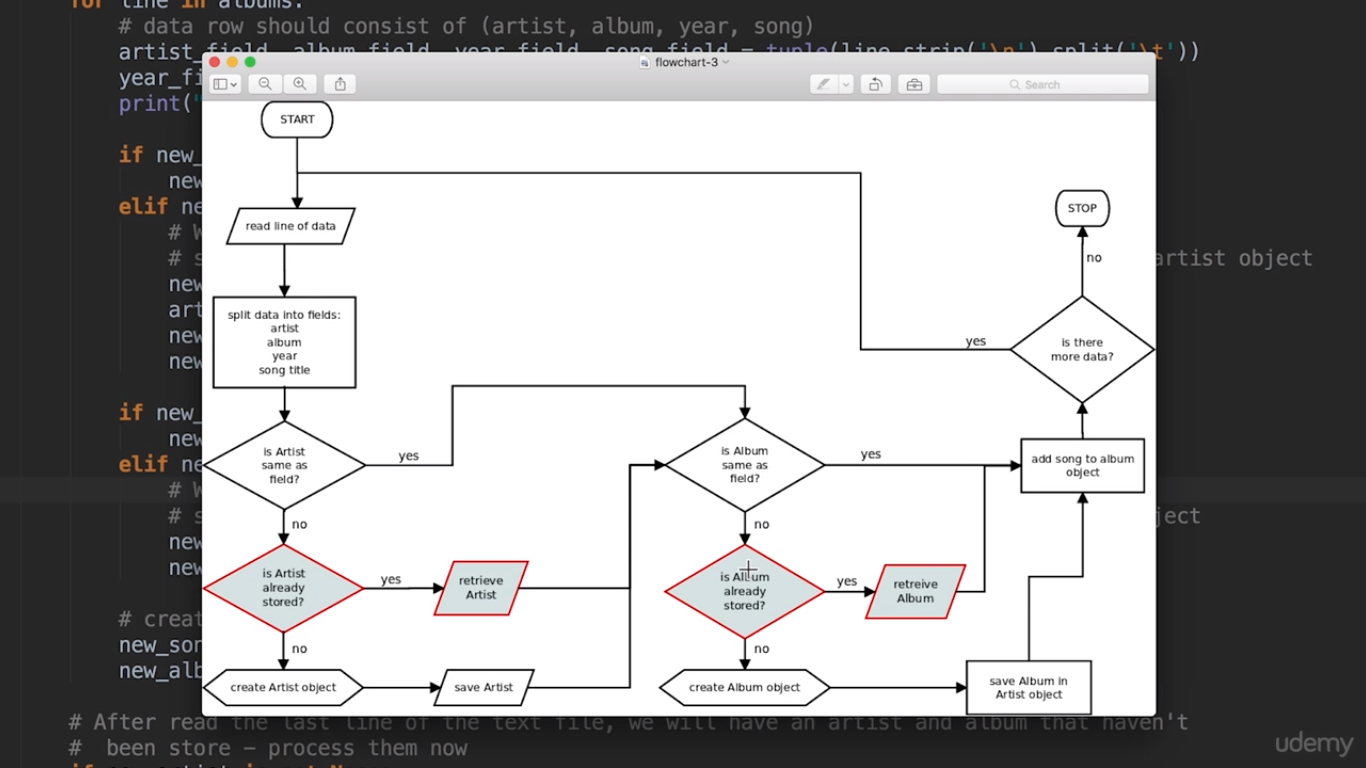 for line in albums:
# data row should consist of (artist, album, year, song)
artist_field, album_field, year_field, song_field = tuple(line.strip('\n').split('\t'))
year_fi
print("
if new_
new
elif ne
# W
# s
artist object
new
art
new
new
if new_
new
elif ne
# W
# s
ject
new
new
# creat
new_son
new_alb
# After read the last line of the text file, we will have an artist and album that haven't
# been store – process them now
flowchart-3
Search
START
read line of data
split data into fields:
artist
album
year
song title
is Artist
same as
field?
yes
no
is Artist
already
stored?
yes
retrieve
Artist
no
create Artist object
save Artist
is Album
same as
field?
yes
no
is Album
already
stored?
yes
retreive
Album
no
create Album object
save Album in
Artist object
add song to album
object
is there
more data?
yes
no
STOP
udemy